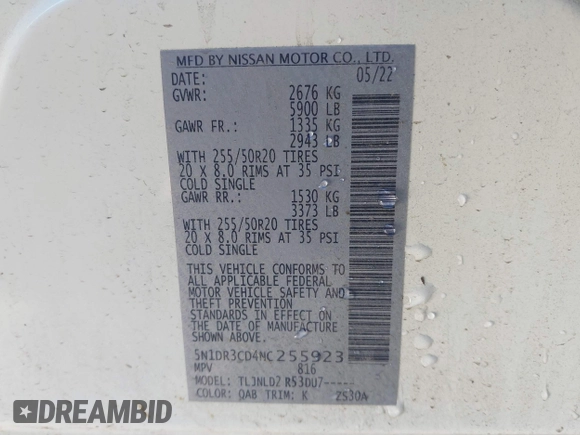 MFD BY NISSAN MOTOR CO., LTD.
DATE: 05/22
GVWR: 2676 KG
5900 LB
GAWR FR.: 1335 KG
2943 LB
WITH 255/50R20 TIRES
20 X 8.0 RIMS AT 35 PSI
COLD SINGLE
GAWR RR.: 1530 KG
3373 LB
WITH 255/50R20 TIRES
20 X 8.0 RIMS AT 35 PSI
COLD SINGLE
THIS VEHICLE CONFORMS TO
ALL APPLICABLE FEDERAL
MOTOR VEHICLE SAFETY AND
THEFT PREVENTION
STANDARDS IN EFFECT ON
THE DATE OF MANUFACTURE
SHOWN ABOVE
5N1DR3CD4NC255923
MPV 816
MODEL: TLJNLD2 R53DU7-----
COLOR: QAB TRIM: K 2S30A
DREAMBID